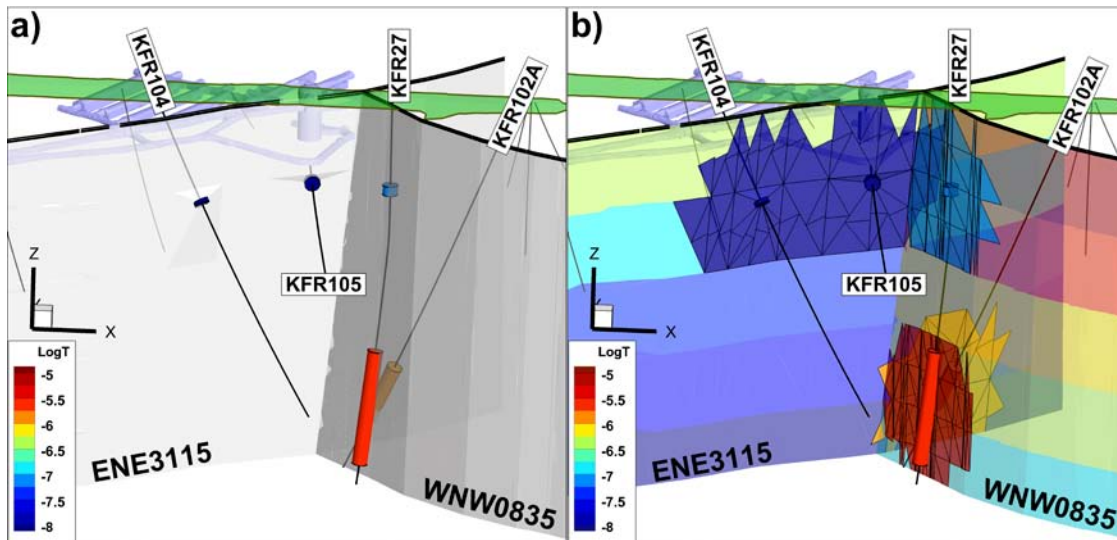 a)
KFR104
KFR27
KFR102A
KFR105
Z
X
LogT
-5
-5.5
-6
-6.5
-7
-7.5
-8
ENE3115
WNW0835
b)
KFR104
KFR27
KFR102A
KFR105
Z
X
LogT
-5
-5.5
-6
-6.5
-7
-7.5
-8
ENE3115
WNW0835